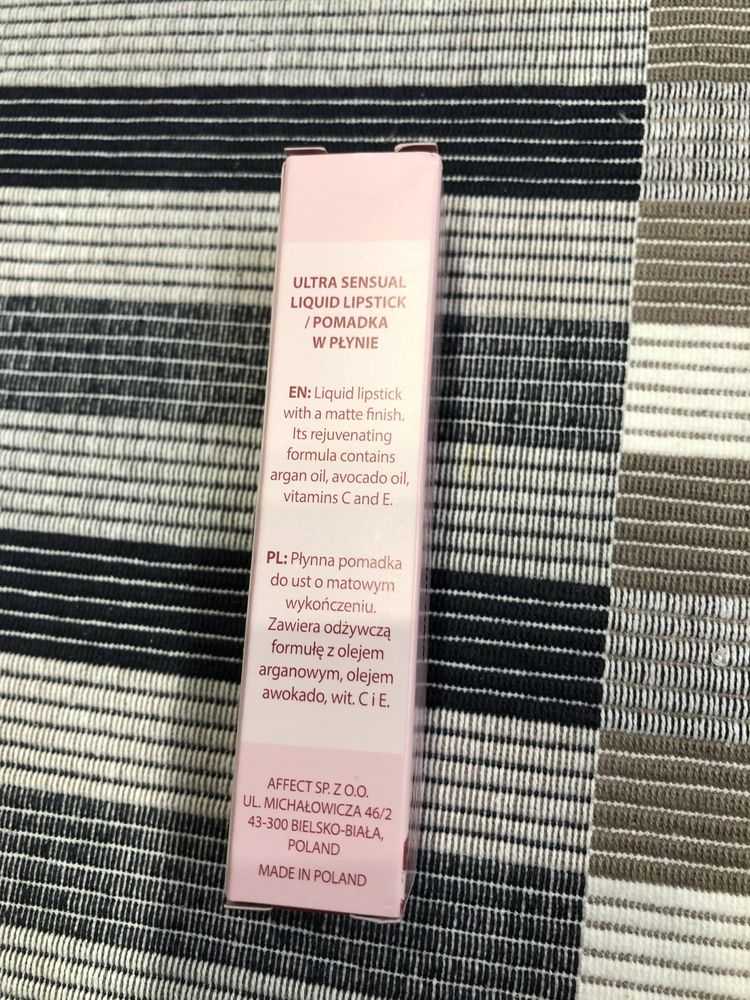 ULTRA SENSUAL
LIQUID LIPSTICK
/ POMADKA
W PŁYNIE
EN: Liquid lipstick
with a matte finish.
Its rejuvenating
formula contains
argan oil, avocado oil,
vitamins C and E.
PL: Płynna pomadka
do ust o matowym
wykończeniu.
Zawiera odżywczą
formułę z olejem
arganowym, olejem
awokado, wit. C i E.
AFFECT SP. Z O.O.
UL. MICHAŁOWICZA 46/2
43-300 BIELSKO-BIAŁA,
POLAND
MADE IN POLAND